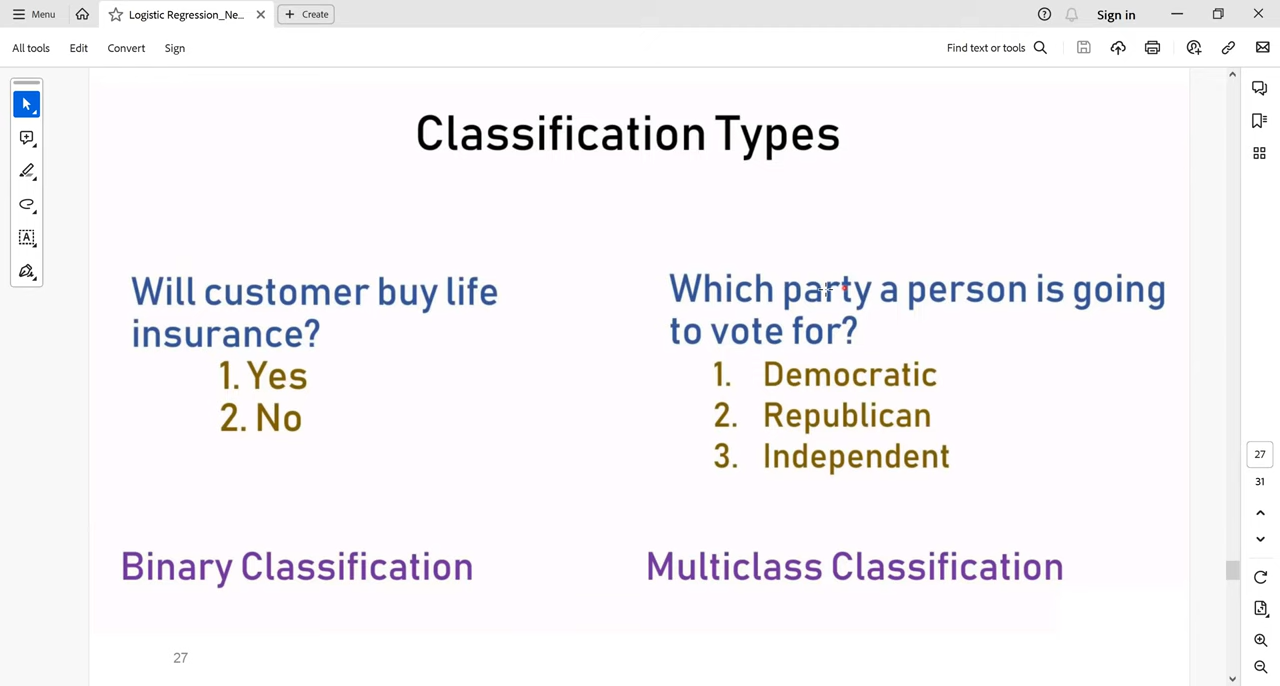 Menu
Logistic Regression_Ne...
Create
Sign in
All tools
Edit
Convert
Sign
Find text or tools
Classification Types
Will customer buy life
insurance?
1. Yes
2. No
Binary Classification
Which party a person is going
to vote for?
1. Democratic
2. Republican
3. Independent
Multiclass Classification
27
27
31